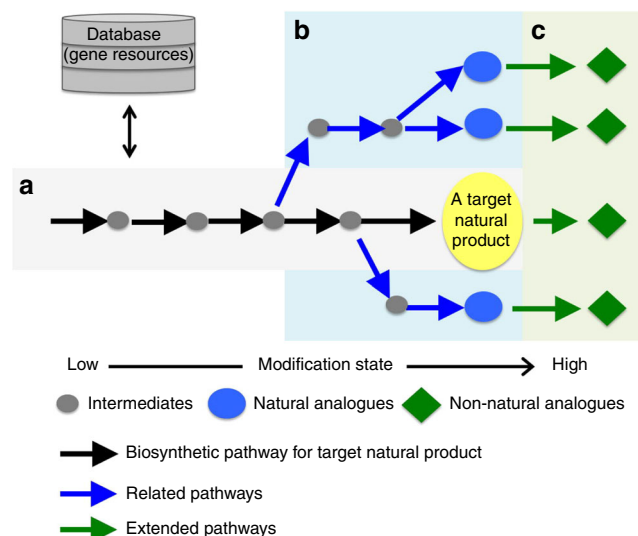 Database
(gene resources)
b
c
a
A target
natural
product
Low Modification state High
Intermediates Natural analogues Non-natural analogues
Biosynthetic pathway for target natural product
Related pathways
Extended pathways